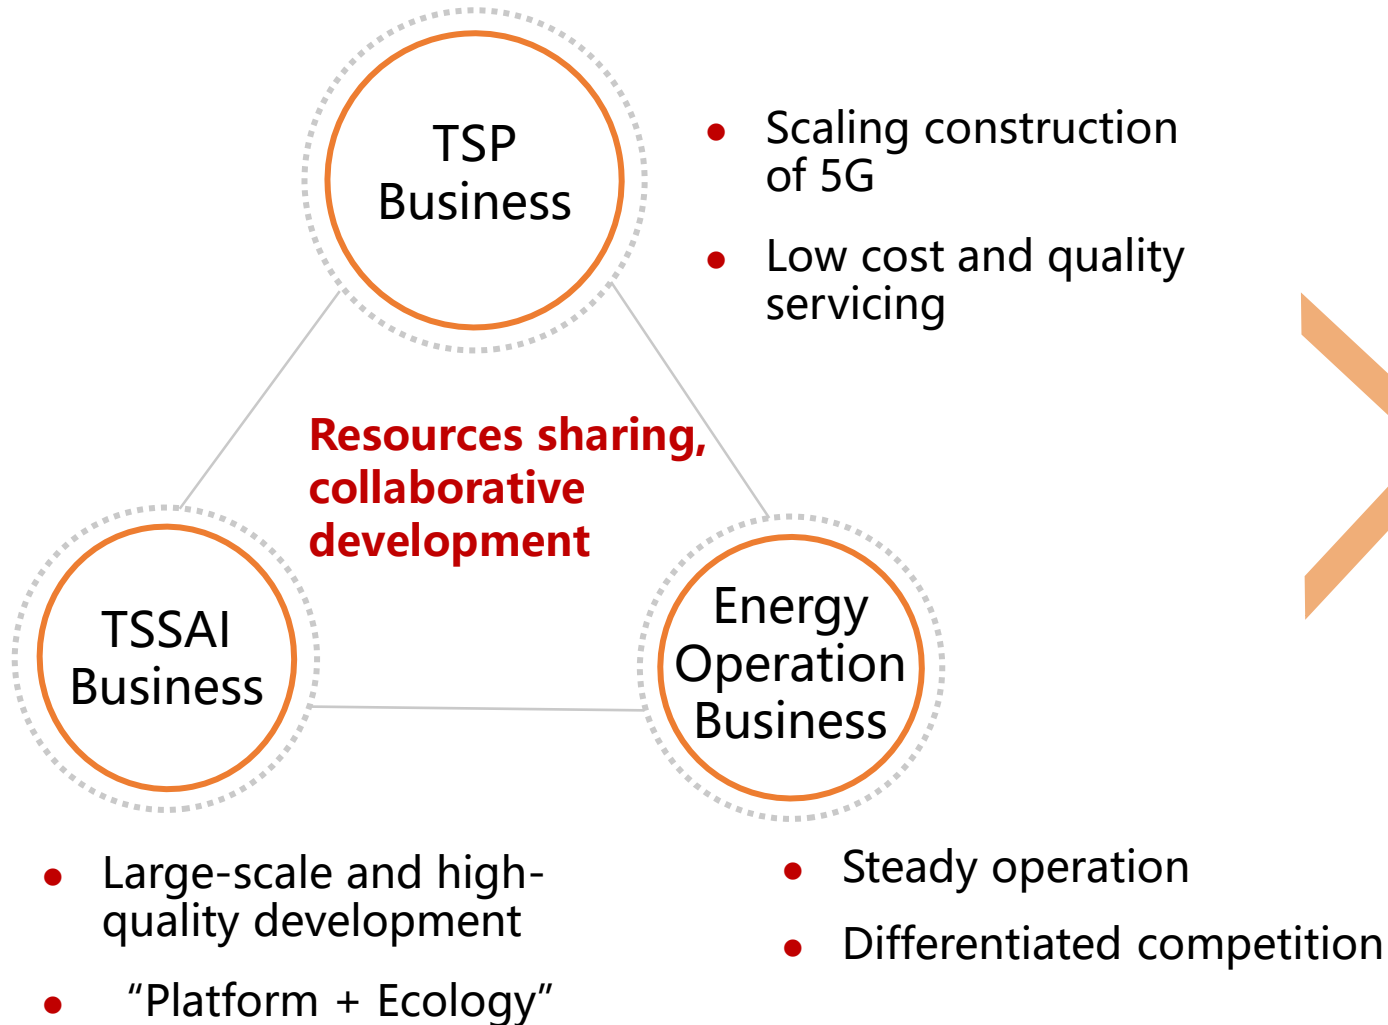 TSP
Business
● Scaling construction
of 5G
● Low cost and quality
servicing
Resources sharing,
collaborative
development
TSSAI
Business
Energy
Operation
Business
● Large-scale and high-
quality development
● “Platform + Ecology”
● Steady operation
● Differentiated competition